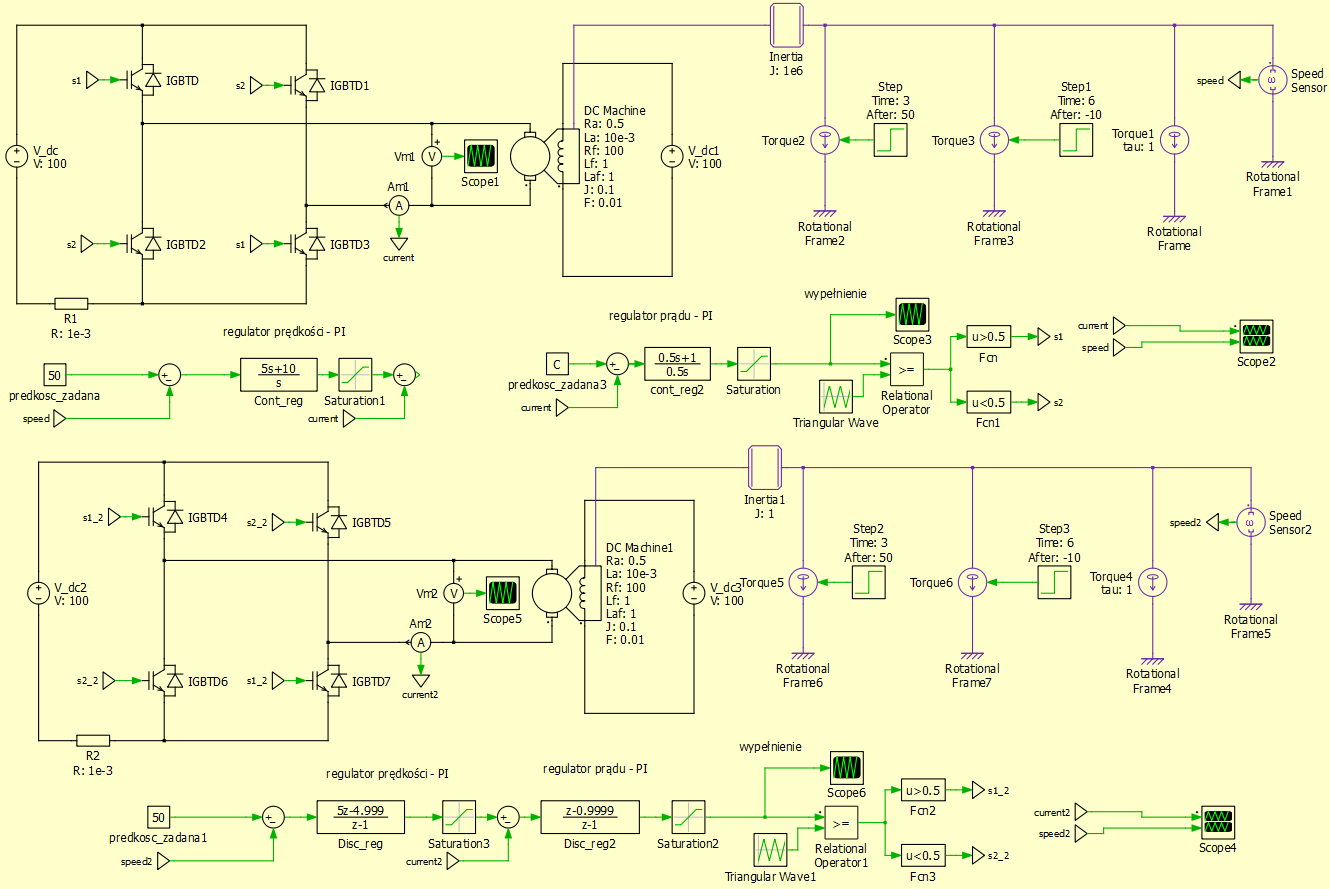 V_dc
V: 100
s1
IGBTD
s2
IGBTD1
s2
IGBTD2
s1
IGBTD3
R1
R: 1e-3
Am1
A
current
Vm1
V
Scope1
DC Machine
Ra: 0.5
La: 10e-3
Rf: 100
Lf: 1
Laf: 1
J: 0.1
F: 0.01
V_dc1
V: 100
Inertia
J: 1e6
Torque2
Step
Time: 3
After: 50
Rotational
Frame2
Torque3
Step1
Time: 6
After: -10
Rotational
Frame3
Torque1
tau: 1
Rotational
Frame
speed
ω
Speed
Sensor
Rotational
Frame1
regulator prędkości - PI
50
predkosc_zadana
speed
5s+10
s
Cont_reg
Saturation1
current
regulator prądu - PI
C
predkosc_zadana3
current
0.5s+1
0.5s
cont_reg2
Saturation
wypełnienie
Scope3
Triangular Wave
>=
Relational
Operator
u>0.5
Fcn
s1
u<0.5
Fcn1
s2
current
speed
Scope2
V_dc2
V: 100
s1_2
IGBTD4
s2_2
IGBTD5
s2_2
IGBTD6
s1_2
IGBTD7
R2
R: 1e-3
Am2
A
current2
Vm2
V
Scope5
DC Machine1
Ra: 0.5
La: 10e-3
Rf: 100
Lf: 1
Laf: 1
J: 0.1
F: 0.01
V_dc3
V: 100
Inertia1
J: 1
Torque5
Step2
Time: 3
After: 50
Rotational
Frame6
Torque6
Step3
Time: 6
After: -10
Rotational
Frame7
Torque4
tau: 1
Rotational
Frame4
speed2
ω
Speed
Sensor2
Rotational
Frame5
regulator prędkości - PI
50
predkosc_zadana1
speed2
5z-4.999
z-1
Disc_reg
Saturation3
current2
regulator prądu - PI
z-0.9999
z-1
Disc_reg2
Saturation2
wypełnienie
Scope6
Triangular Wave1
>=
Relational
Operator1
u>0.5
Fcn2
s1_2
u<0.5
Fcn3
s2_2
current2
speed2
Scope4